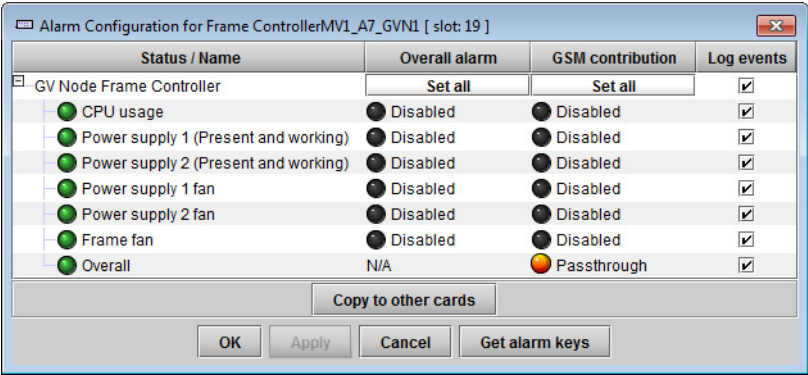 Alarm Configuration for Frame ControllerMV1_A7_GVN1 [ slot: 19 ]
Status / Name Overall alarm GSM contribution Log events
GV Node Frame Controller Set all Set all
CPU usage Disabled Disabled
Power supply 1 (Present and working) Disabled Disabled
Power supply 2 (Present and working) Disabled Disabled
Power supply 1 fan Disabled Disabled
Power supply 2 fan Disabled Disabled
Frame fan Disabled Disabled
Overall N/A Passthrough
Copy to other cards
OK Apply Cancel Get alarm keys